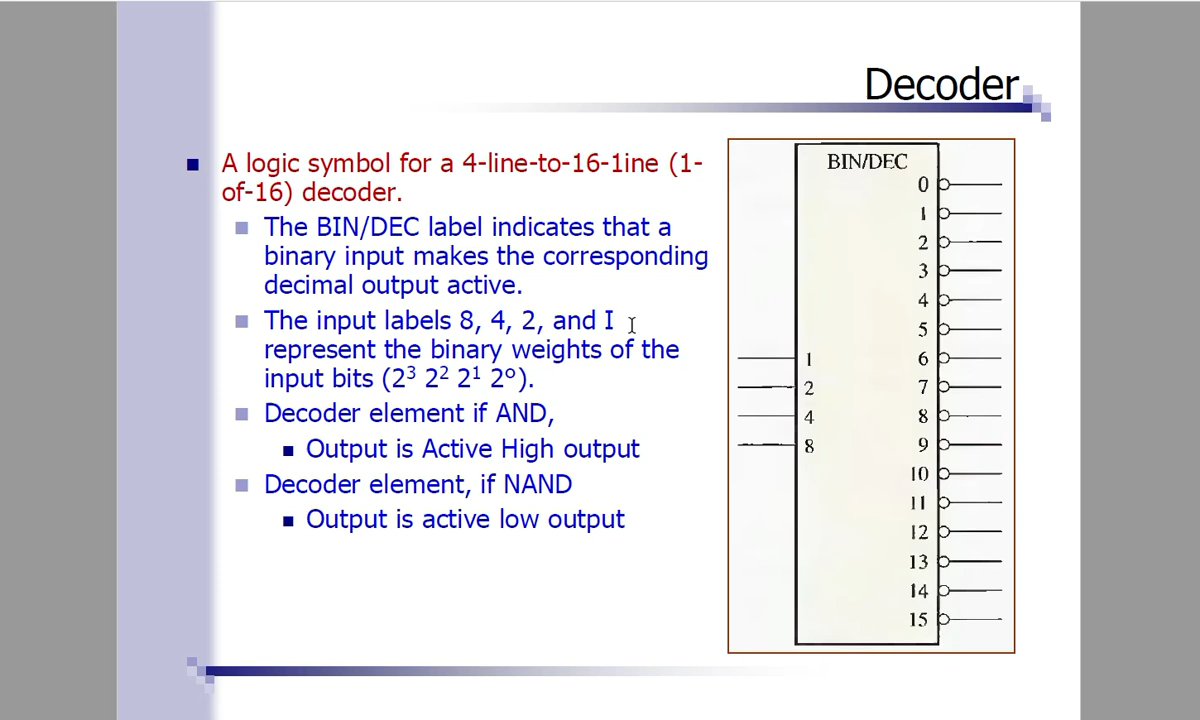 Decoder
A logic symbol for a 4-line-to-16-1ine (1-
of-16) decoder.
The BIN/DEC label indicates that a
binary input makes the corresponding
decimal output active.
The input labels 8, 4, 2, and I
represent the binary weights of the
input bits (2³ 2² 2¹ 2º).
Decoder element if AND,
Output is Active High output
Decoder element, if NAND
Output is active low output
BIN/DEC
0
1
2
3
4
5
1 6
2 7
4 8
8 9
10
11
12
13
14
15